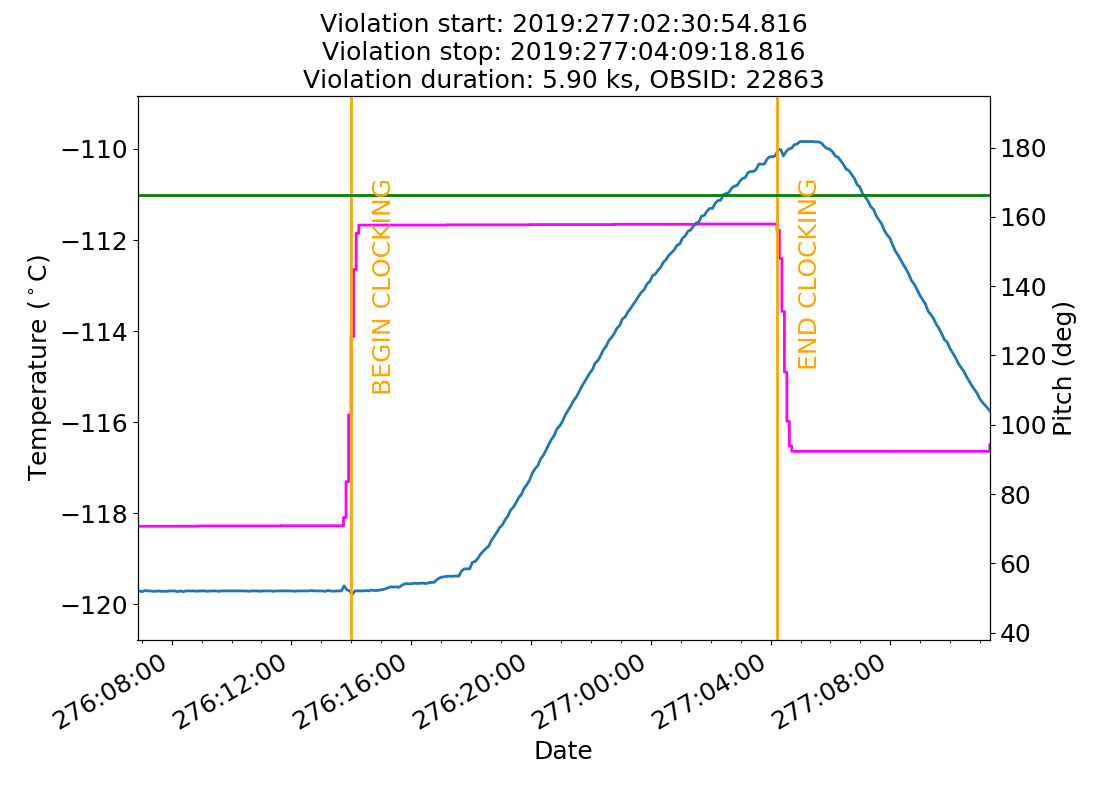 Violation start: 2019:277:02:30:54.816
Violation stop: 2019:277:04:09:18.816
Violation duration: 5.90 ks, OBSID: 22863
−110
−112
−114
−116
−118
−120
Temperature (°C)
BEGIN CLOCKING
END CLOCKING
180
160
140
120
100
80
60
40
Pitch (deg)
276:08:00
276:12:00
276:16:00
276:20:00
277:00:00
277:04:00
277:08:00
Date